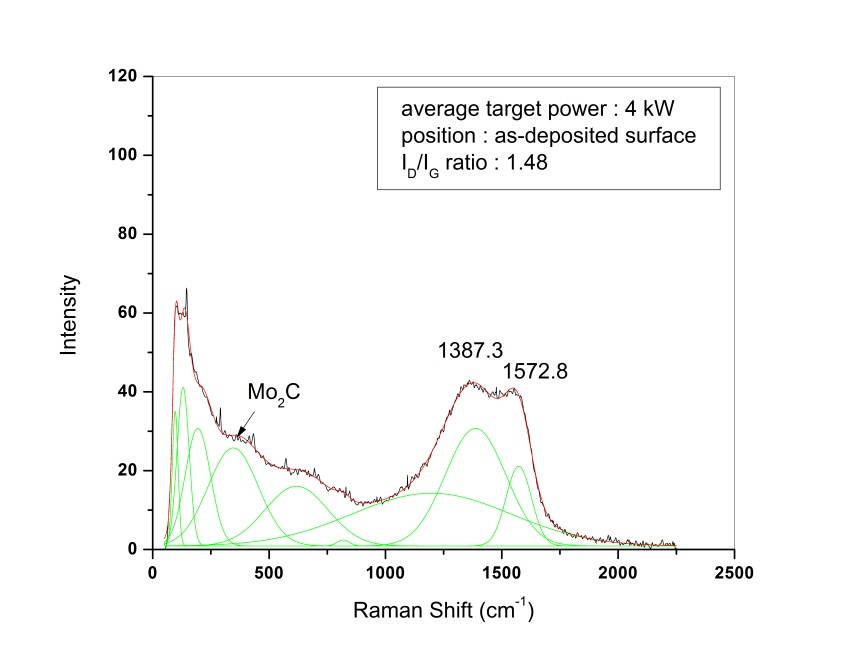 120
100
80
60
40
20
0
Intensity
average target power : 4 kW
position : as-deposited surface
I_D/I_G ratio : 1.48
1387.3
1572.8
Mo₂C
0 500 1000 1500 2000 2500
Raman Shift (cm⁻¹)